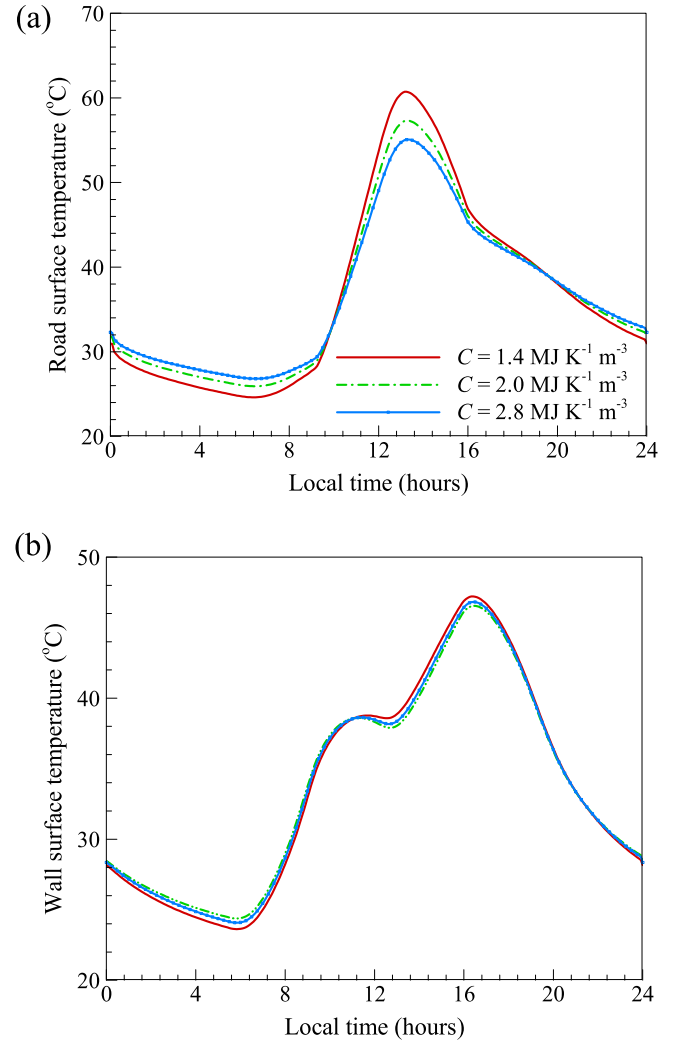 (a)
70
60
50
40
30
20
Road surface temperature (°C)
C = 1.4 MJ K⁻¹ m⁻³
C = 2.0 MJ K⁻¹ m⁻³
C = 2.8 MJ K⁻¹ m⁻³
0 4 8 12 16 20 24
Local time (hours)
(b)
50
40
30
20
Wall surface temperature (°C)
0 4 8 12 16 20 24
Local time (hours)